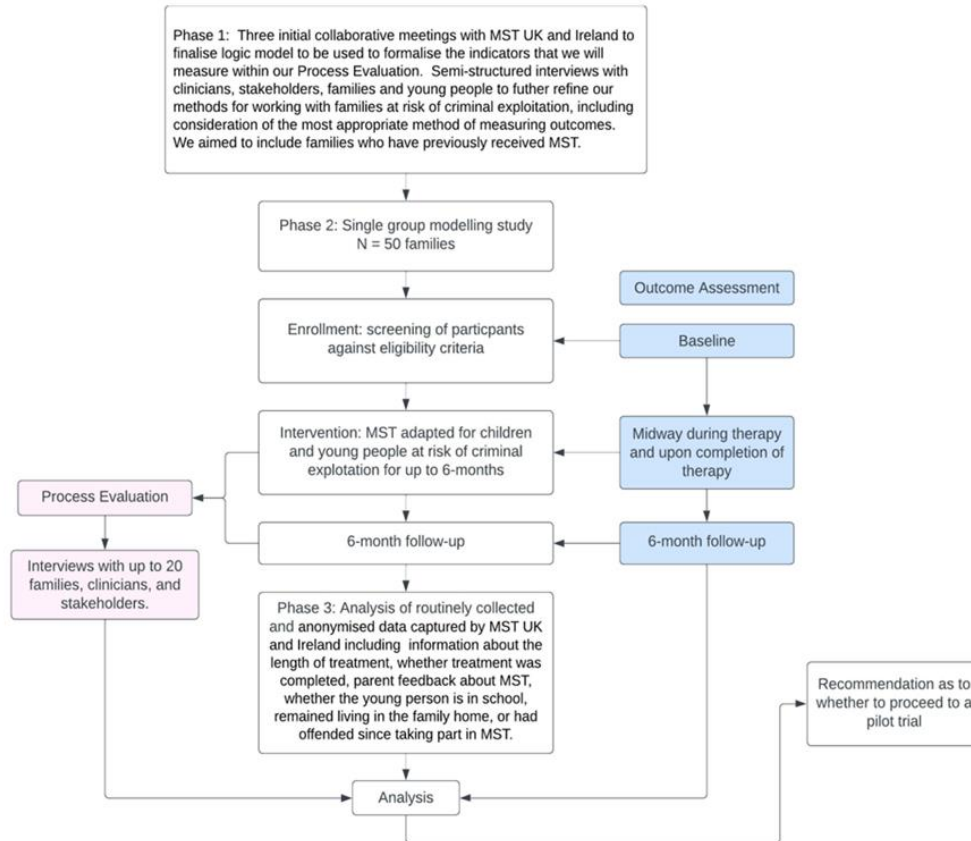 Phase 1:  Three initial collaborative meetings with MST UK and Ireland to
finalise logic model to be used to formalise the indicators that we will
measure within our Process Evaluation.  Semi-structured interviews with
clinicians, stakeholders, families and young people to futher refine our
methods for working with families at risk of criminal exploitation, including
consideration of the most appropriate method of measuring outcomes.
We aimed to include families who have previously received MST.
Phase 2: Single group modelling study
N = 50 families
Outcome Assessment
Enrollment: screening of particpants
against eligibility criteria
Baseline
Intervention: MST adapted for children
and young people at risk of criminal
explotation for up to 6-months
Midway during therapy
and upon completion of
therapy
Process Evaluation
6-month follow-up
6-month follow-up
Interviews with up to 20
families, clinicians, and
stakeholders.
Phase 3: Analysis of routinely collected
and anonymised data captured by MST UK
and Ireland including  information about the
length of treatment, whether treatment was
completed, parent feedback about MST,
whether the young person is in school,
remained living in the family home, or had
offended since taking part in MST.
Recommendation as to
whether to proceed to a
pilot trial
Analysis